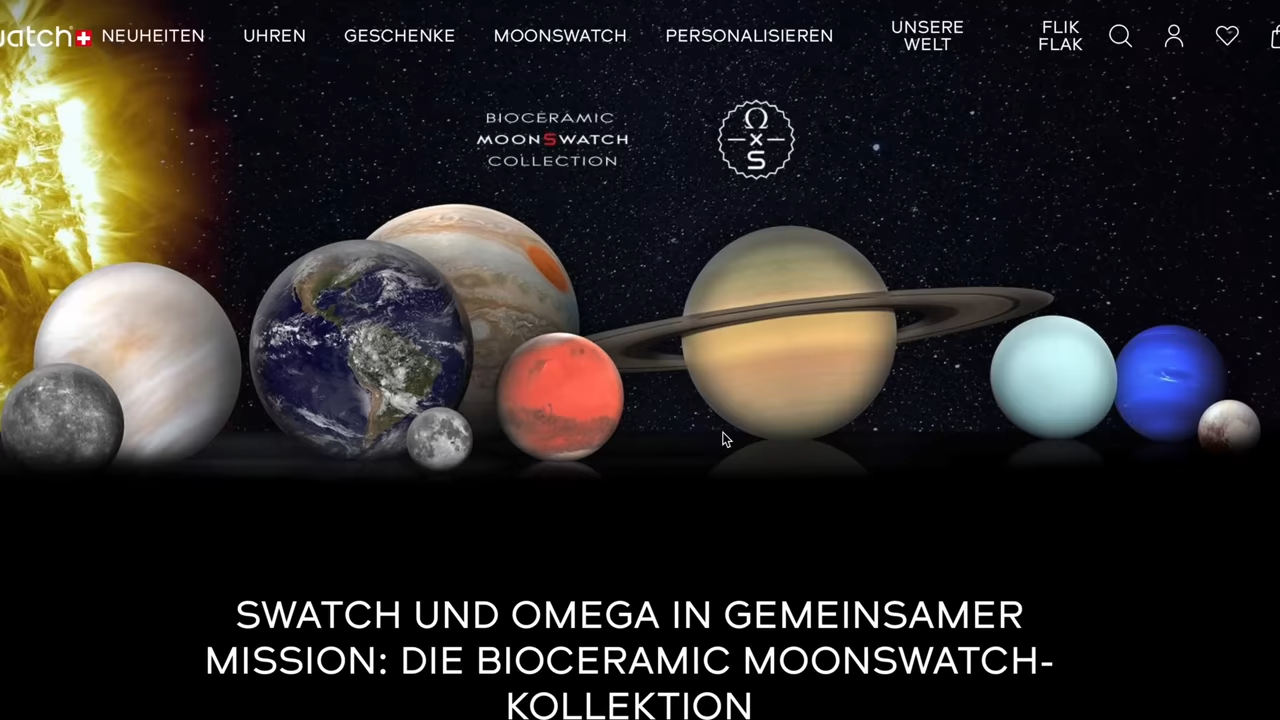 watch
NEUHEITEN
UHREN
GESCHENKE
MOONSWATCH
PERSONALISIEREN
UNSERE
WELT
FLIK
FLAK
BIOCERAMIC
MOONSWATCH
COLLECTION
Ω
x
S
SWATCH UND OMEGA IN GEMEINSAMER
MISSION: DIE BIOCERAMIC MOONSWATCH-
KOLLEKTION